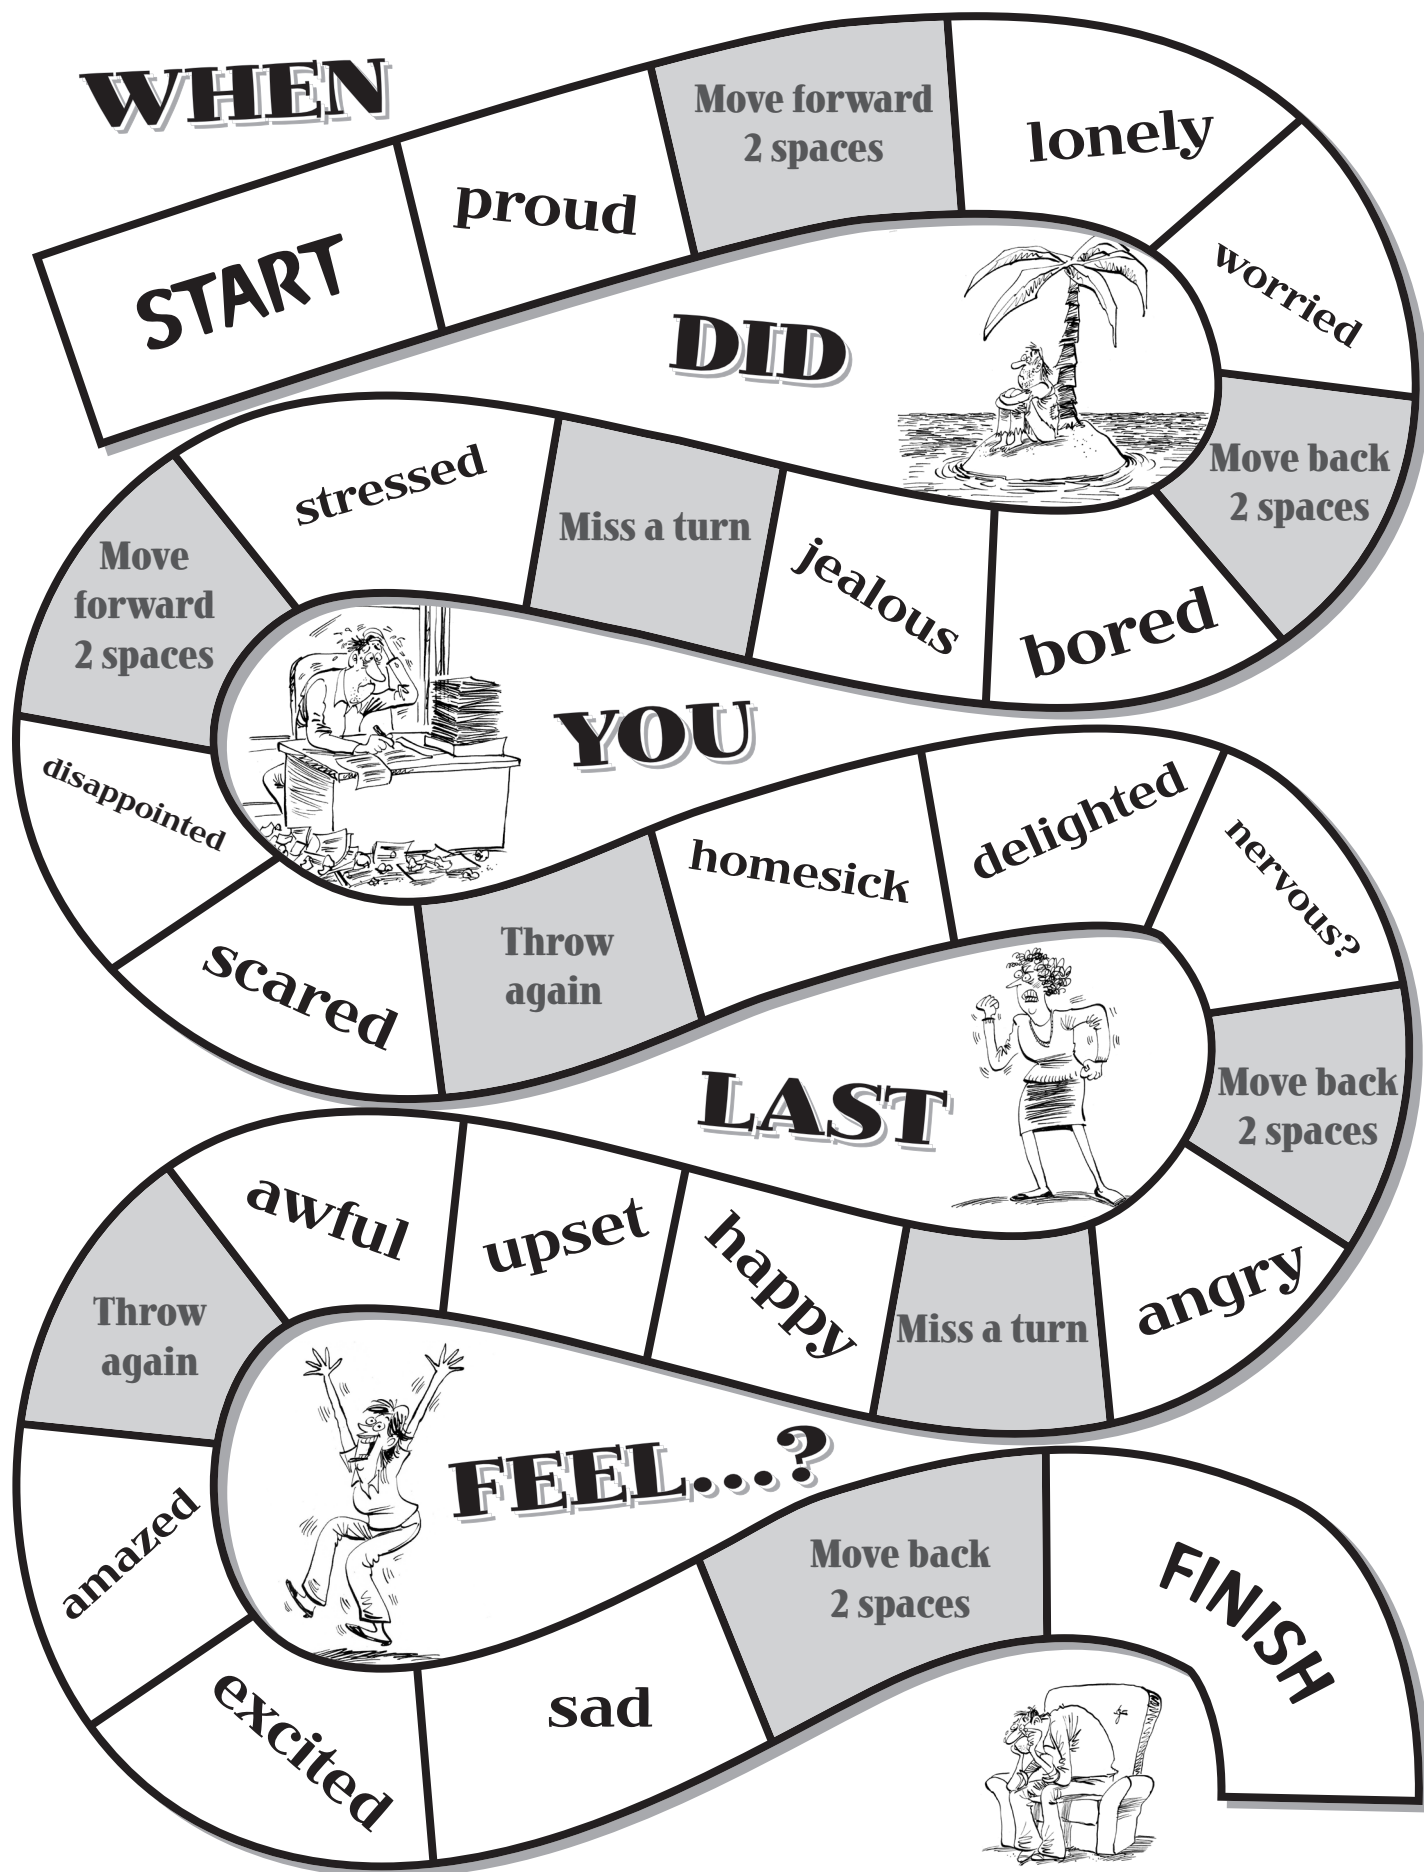 WHEN
START
proud
Move forward
2 spaces
lonely
worried
Move back
2 spaces
bored
jealous
Miss a turn
stressed
Move
forward
2 spaces
disappointed
scared
Throw
again
homesick
delighted
nervous?
Move back
2 spaces
angry
Miss a turn
happy
upset
awful
Throw
again
amazed
excited
sad
Move back
2 spaces
FINISH
DID
YOU
LAST
FEEL...?